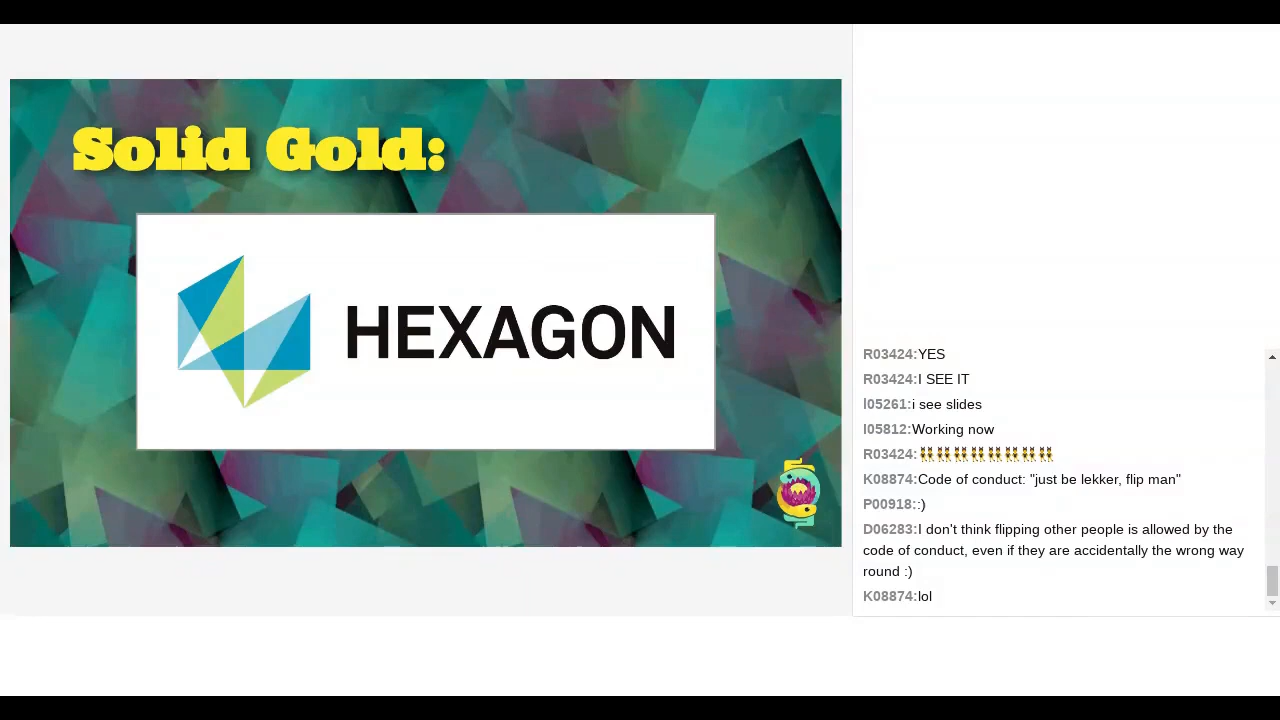 Solid Gold:
HEXAGON
R03424:YES
R03424:I SEE IT
l05261:i see slides
I05812:Working now
R03424:👯👯👯👯👯👯👯👯
K08874:Code of conduct: "just be lekker, flip man"
P00918::)
D06283:I don't think flipping other people is allowed by the
code of conduct, even if they are accidentally the wrong way
round :)
K08874:lol